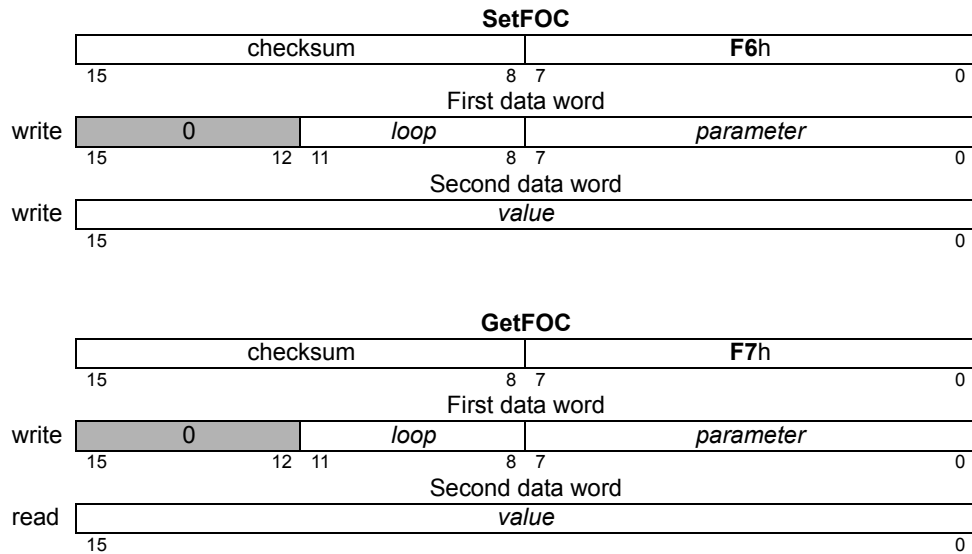 SetFOC
checksum F6h
15 8 7 0
First data word
write 0 loop parameter
15 12 11 8 7 0
Second data word
write value
15 0
GetFOC
checksum F7h
15 8 7 0
First data word
write 0 loop parameter
15 12 11 8 7 0
Second data word
read value
15 0